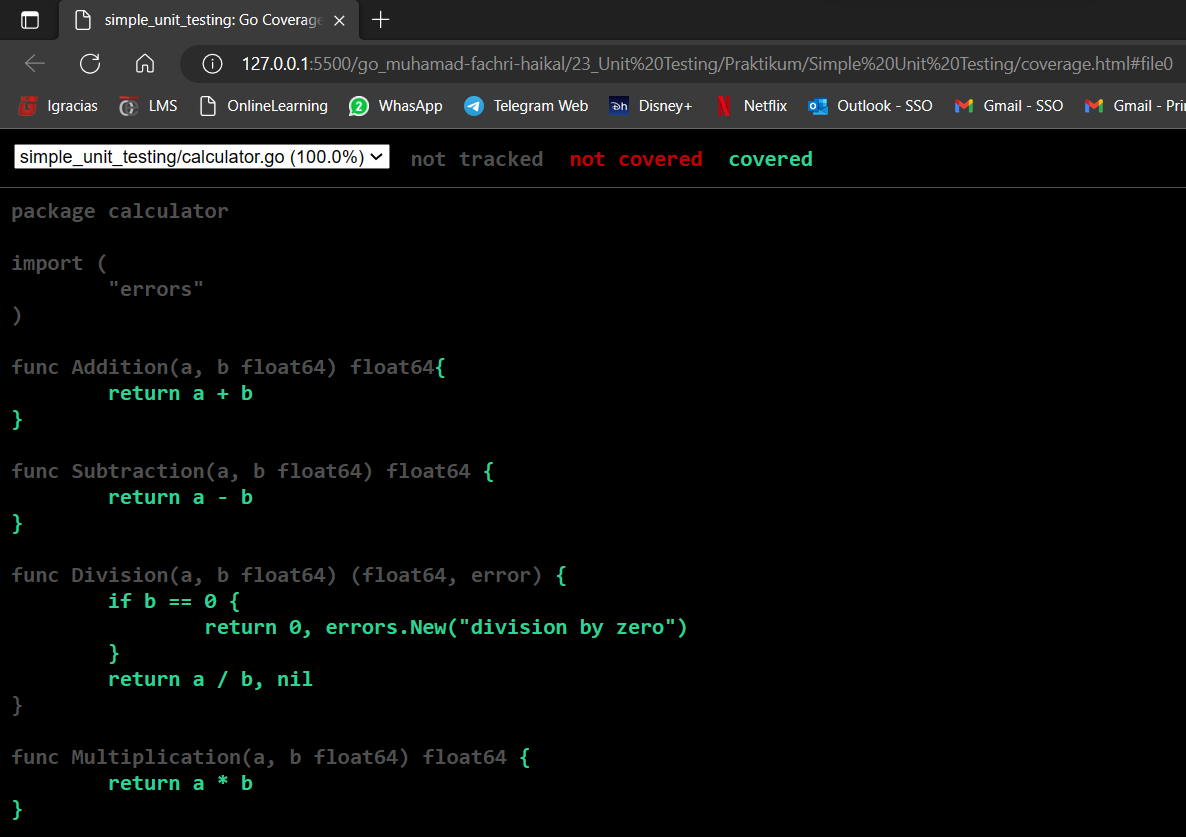 simple_unit_testing: Go Coverage
127.0.0.1:5500/go_muhamad-fachri-haikal/23_Unit%20Testing/Praktikum/Simple%20Unit%20Testing/coverage.html#file0
Igracias LMS OnlineLearning WhasApp Telegram Web Disney+ Netflix Outlook - SSO Gmail - SSO Gmail - Pri
simple_unit_testing/calculator.go (100.0%) not tracked not covered covered
package calculator
import (
"errors"
)
func Addition(a, b float64) float64{
return a + b
}
func Subtraction(a, b float64) float64 {
return a - b
}
func Division(a, b float64) (float64, error) {
if b == 0 {
return 0, errors.New("division by zero")
}
return a / b, nil
}
func Multiplication(a, b float64) float64 {
return a * b
}